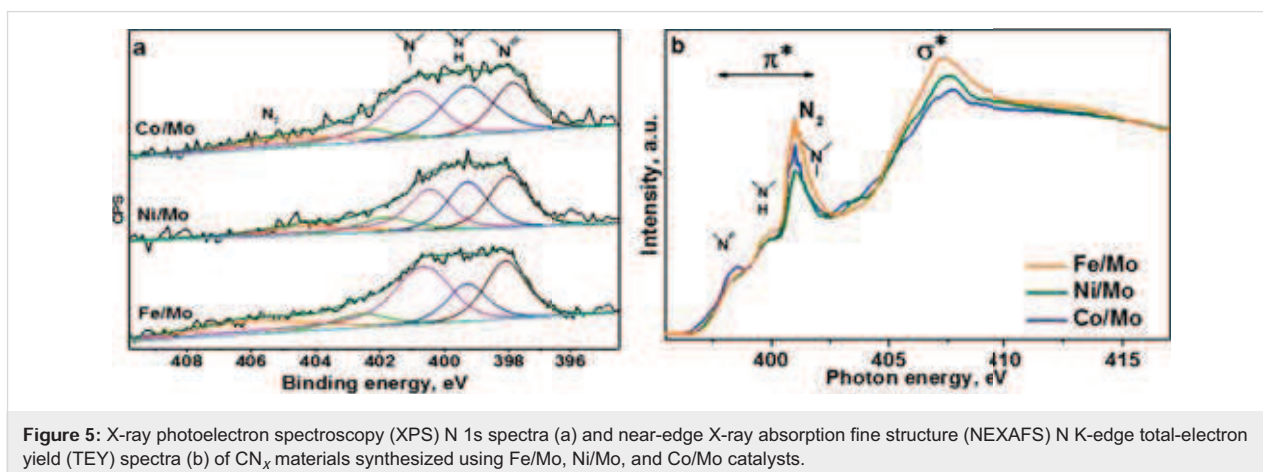 a
N
N
H
N
Co/Mo
N₂
Ni/Mo
CPS
Fe/Mo
408 406 404 402 400 398 396
Binding energy, eV
b
π*
σ*
N₂
N
N
H
N
Intensity, a.u.
Fe/Mo
Ni/Mo
Co/Mo
400 405 410 415
Photon energy, eV
Figure 5: X-ray photoelectron spectroscopy (XPS) N 1s spectra (a) and near-edge X-ray absorption fine structure (NEXAFS) N K-edge total-electron
yield (TEY) spectra (b) of CNₓ materials synthesized using Fe/Mo, Ni/Mo, and Co/Mo catalysts.